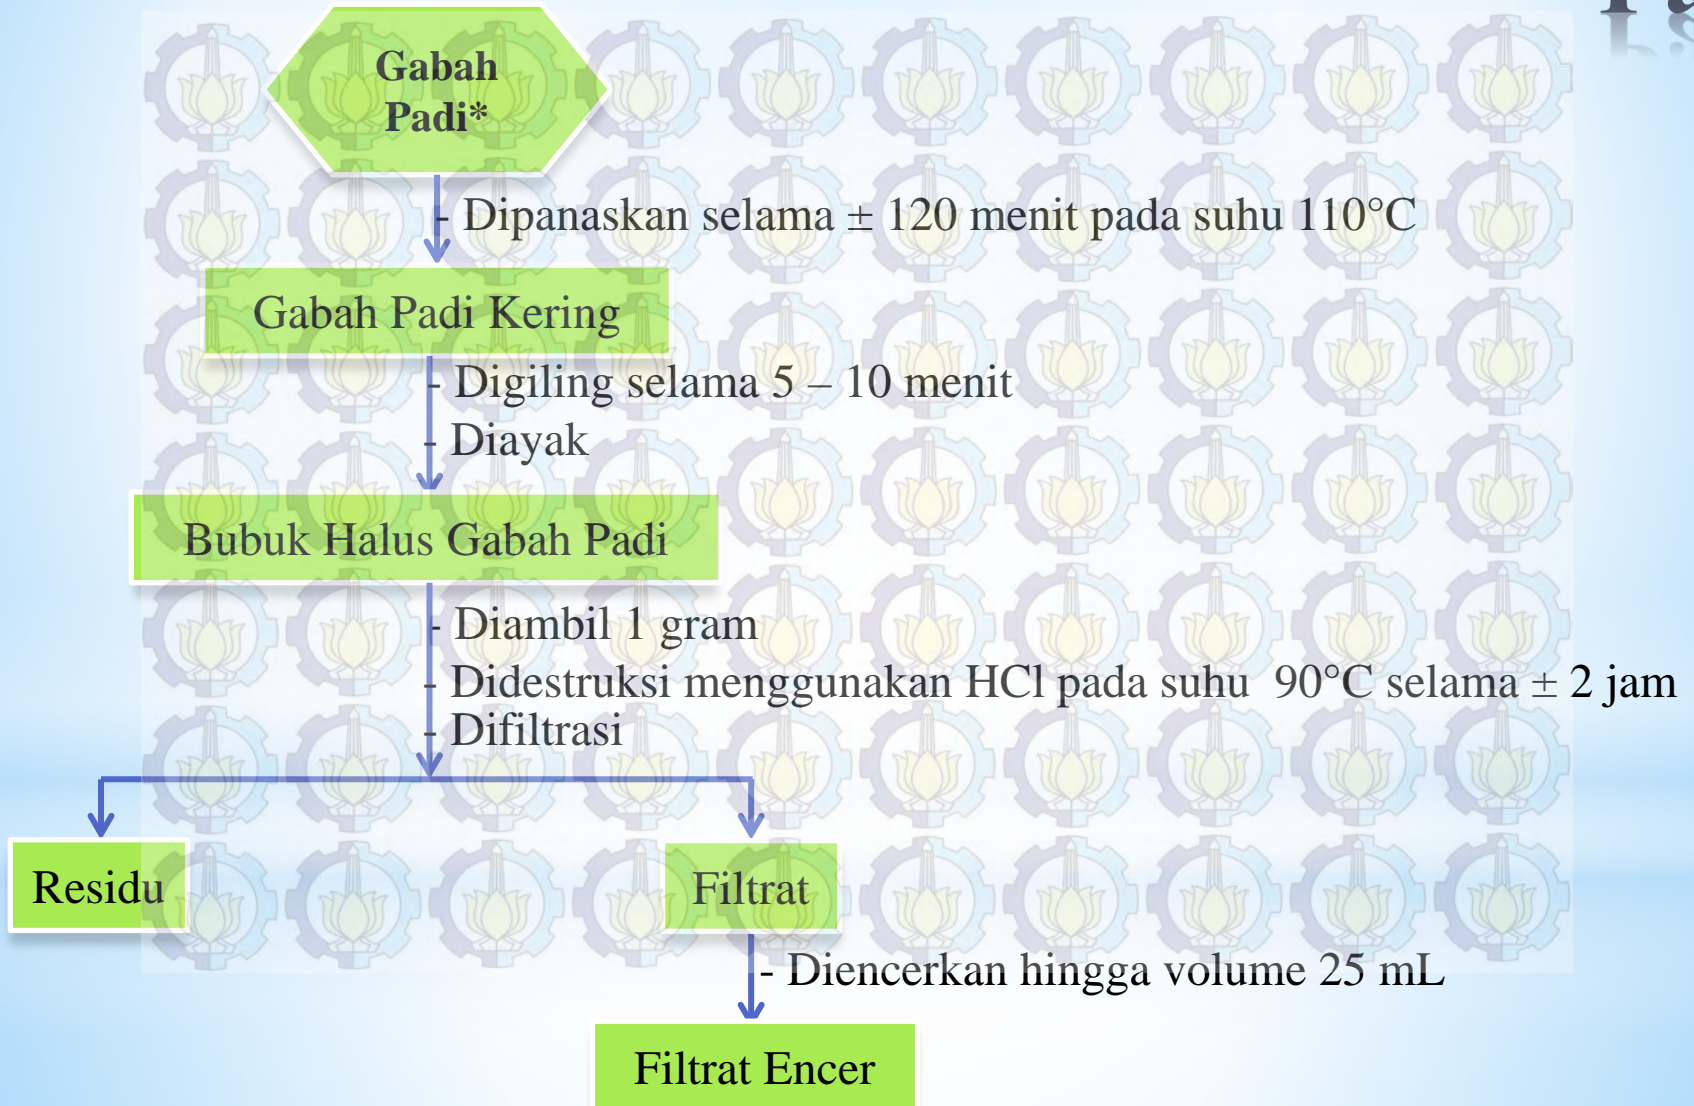 Gabah
Padi*
- Dipanaskan selama ± 120 menit pada suhu 110°C
Gabah Padi Kering
- Digiling selama 5 – 10 menit
- Diayak
Bubuk Halus Gabah Padi
- Diambil 1 gram
- Didestruksi menggunakan HCl pada suhu 90°C selama ± 2 jam
- Difiltrasi
Residu
Filtrat
- Diencerkan hingga volume 25 mL
Filtrat Encer